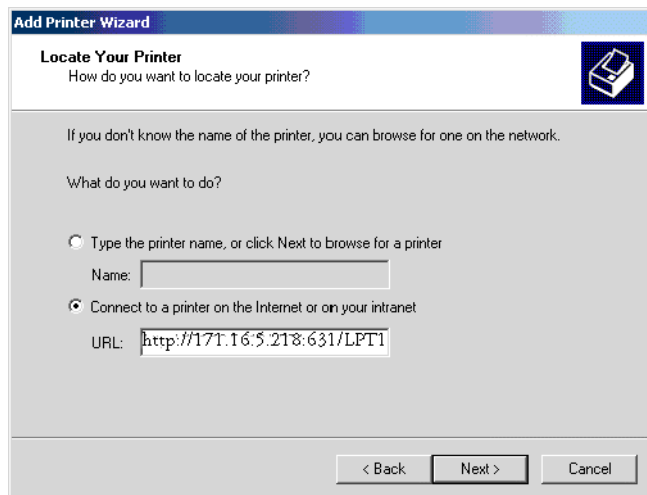 Add Printer Wizard
Locate Your Printer
How do you want to locate your printer?
If you don't know the name of the printer, you can browse for one on the network.
What do you want to do?
Type the printer name, or click Next to browse for a printer
Name:
Connect to a printer on the Internet or on your intranet
URL: http://171.16.5.218:631/LPT1
< Back Next > Cancel